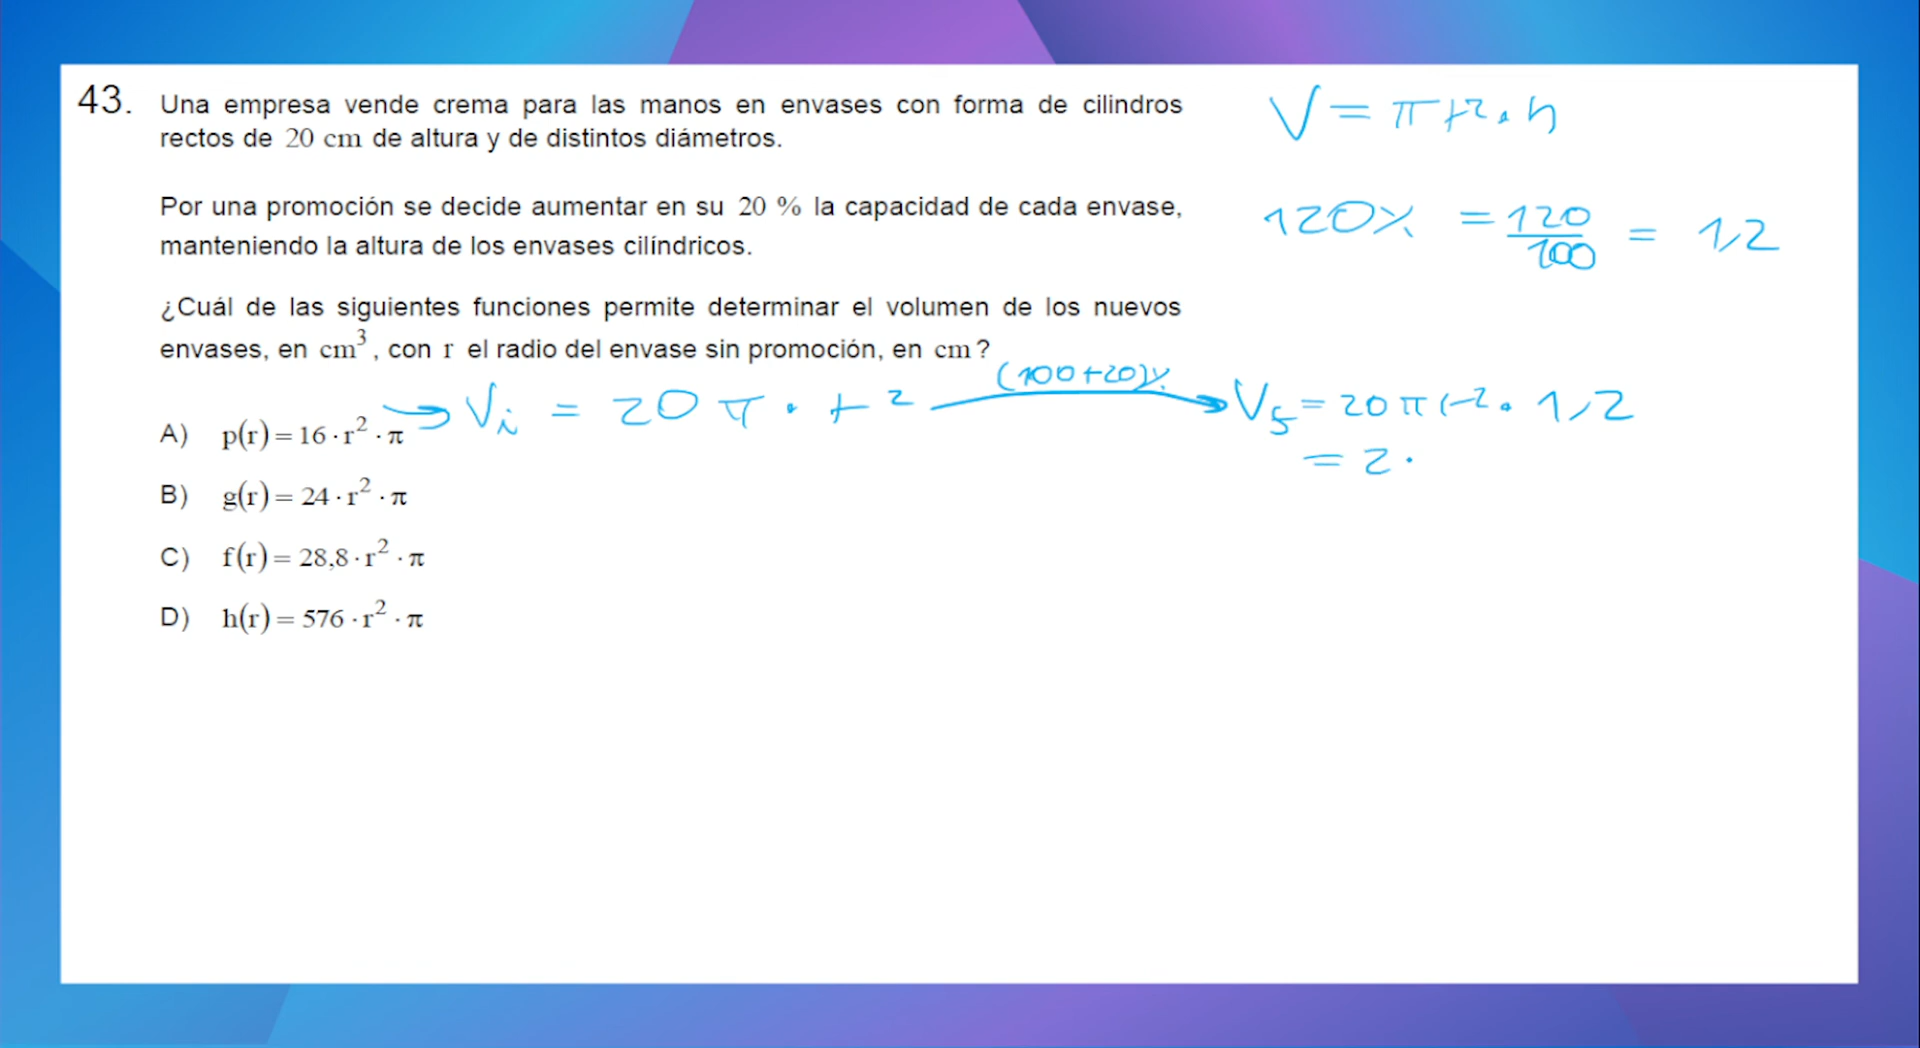 43. Una empresa vende crema para las manos en envases con forma de cilindros
rectos de 20 cm de altura y de distintos diámetros.
Por una promoción se decide aumentar en su 20 % la capacidad de cada envase,
manteniendo la altura de los envases cilíndricos.
¿Cuál de las siguientes funciones permite determinar el volumen de los nuevos
envases, en cm³, con r el radio del envase sin promoción, en cm?
A) p(r) = 16 · r² · π
B) g(r) = 24 · r² · π
C) f(r) = 28,8 · r² · π
D) h(r) = 576 · r² · π
V = π r² · h
120% = 120/100 = 1,2
→ Vi = 20 π · r² (100+20)% → Vf = 20 π r² · 1,2
= 2 ·